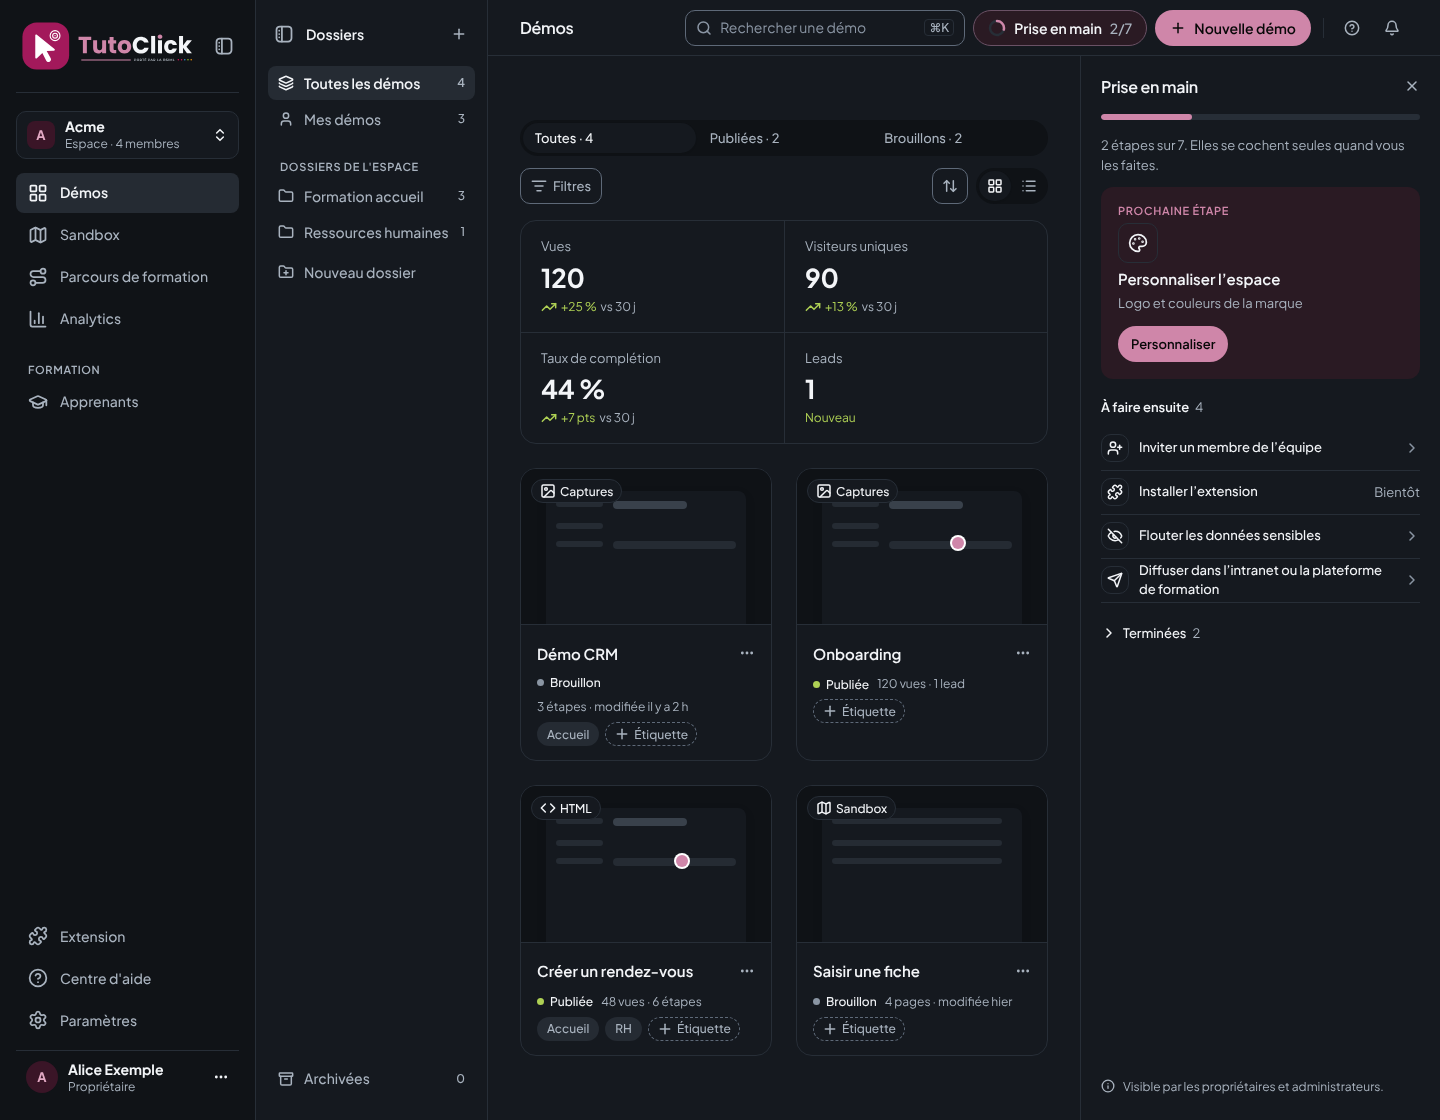 TutoClick
Acme
A
Espace · 4 membres
Démos
Sandbox
Parcours de formation
Analytics
FORMATION
Apprenants
Extension
Centre d'aide
Paramètres
A
Alice Exemple
Propriétaire
Dossiers
Toutes les démos 4
Mes démos 3
DOSSIERS DE L'ESPACE
Formation accueil 3
Ressources humaines 1
Nouveau dossier
Archivées 0
Démos
Rechercher une démo ⌘K
Prise en main 2/7
Nouvelle démo
Toutes · 4
Publiées · 2
Brouillons · 2
Filtres
Vues
120
+25 % vs 30 j
Visiteurs uniques
90
+13 % vs 30 j
Taux de complétion
44 %
+7 pts vs 30 j
Leads
1
Nouveau
Captures
Démo CRM
Brouillon
3 étapes · modifiée il y a 2 h
Accueil
Étiquette
Captures
Onboarding
Publiée 120 vues · 1 lead
Étiquette
HTML
Créer un rendez-vous
Publiée 48 vues · 6 étapes
Accueil
RH
Étiquette
Sandbox
Saisir une fiche
Brouillon 4 pages · modifiée hier
Étiquette
Prise en main
2 étapes sur 7. Elles se cochent seules quand vous
les faites.
PROCHAINE ÉTAPE
Personnaliser l’espace
Logo et couleurs de la marque
Personnaliser
À faire ensuite 4
Inviter un membre de l’équipe
Installer l’extension Bientôt
Flouter les données sensibles
Diffuser dans l’intranet ou la plateforme
de formation
Terminées 2
Visible par les propriétaires et administrateurs.